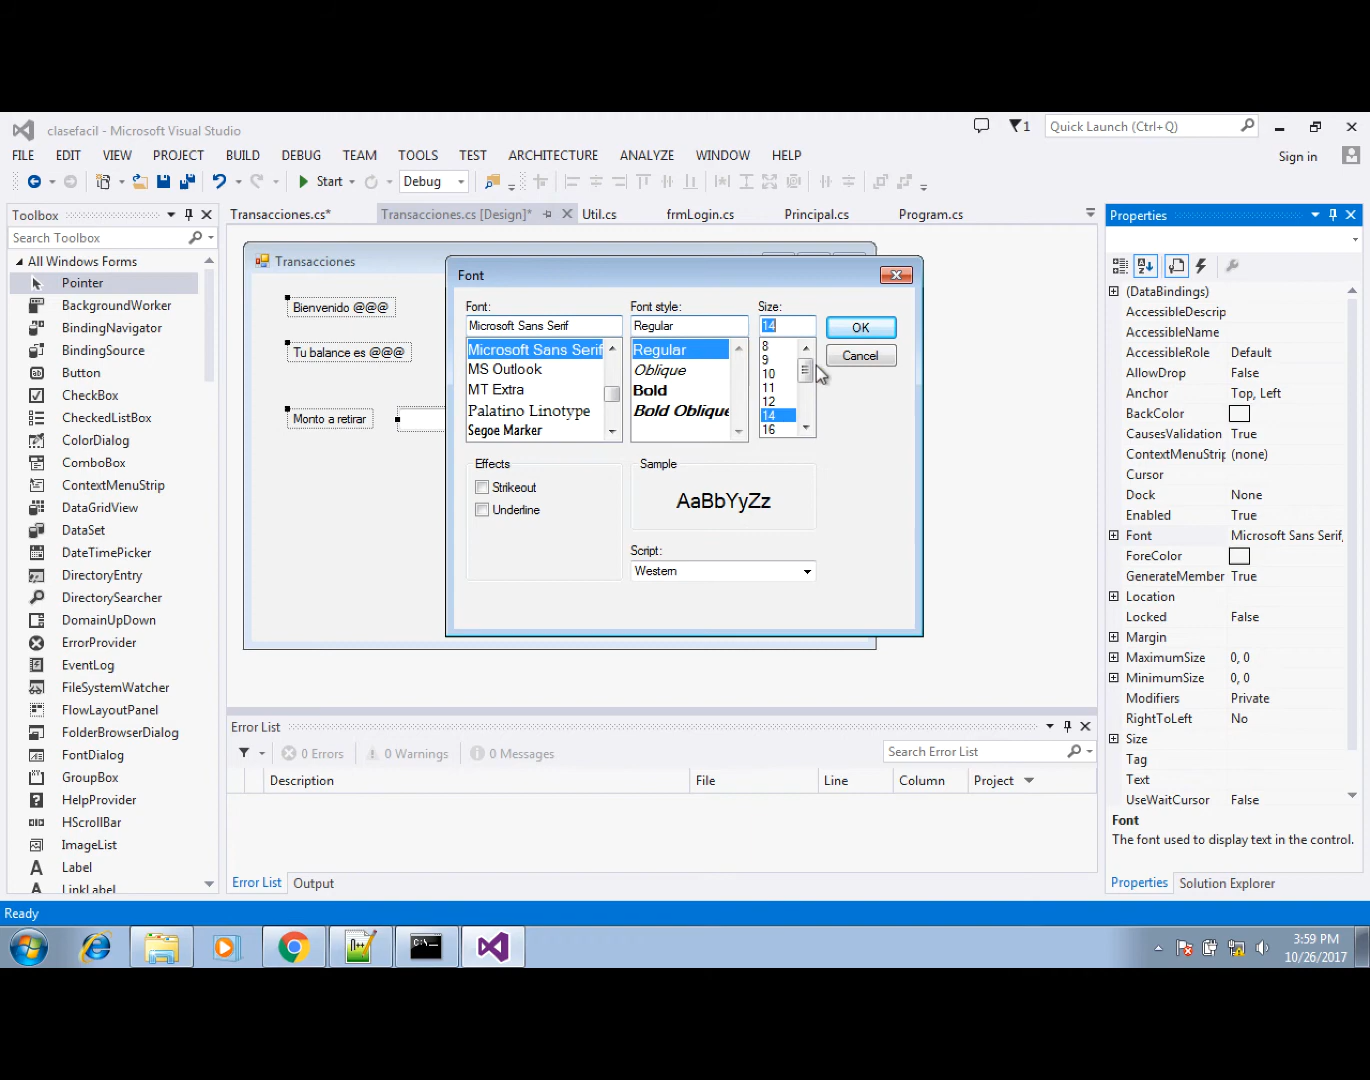 clasefacil - Microsoft Visual Studio
1
Quick Launch (Ctrl+Q)
FILE EDIT VIEW PROJECT BUILD DEBUG TEAM TOOLS TEST ARCHITECTURE ANALYZE WINDOW HELP
Sign in
Start Debug
Toolbox
Search Toolbox
All Windows Forms
Pointer
BackgroundWorker
BindingNavigator
BindingSource
Button
CheckBox
CheckedListBox
ColorDialog
ComboBox
ContextMenuStrip
DataGridView
DataSet
DateTimePicker
DirectoryEntry
DirectorySearcher
DomainUpDown
ErrorProvider
EventLog
FileSystemWatcher
FlowLayoutPanel
FolderBrowserDialog
FontDialog
GroupBox
HelpProvider
HScrollBar
ImageList
Label
LinkLabel
Transacciones.cs* Transacciones.cs [Design]* Util.cs frmLogin.cs Principal.cs Program.cs
Transacciones
Bienvenido @@@
Tu balance es @@@
Monto a retirar
Font
Font: Font style: Size:
Microsoft Sans Serif Regular 14
OK
Cancel
Microsoft Sans Serif
MS Outlook
MT Extra
Palatino Linotype
Segoe Marker
Regular
Oblique
Bold
Bold Oblique
8
9
10
11
12
14
16
Effects
Strikeout
Underline
Sample
AaBbYyZz
Script:
Western
Error List
0 Errors 0 Warnings 0 Messages
Search Error List
Description File Line Column Project
Error List Output
Properties
(DataBindings)
AccessibleDescrip
AccessibleName
AccessibleRole Default
AllowDrop False
Anchor Top, Left
BackColor
CausesValidation True
ContextMenuStrip (none)
Cursor
Dock None
Enabled True
Font Microsoft Sans Serif,
ForeColor
GenerateMember True
Location
Locked False
Margin
MaximumSize 0, 0
MinimumSize 0, 0
Modifiers Private
RightToLeft No
Size
Tag
Text
UseWaitCursor False
Font
The font used to display text in the control.
Properties Solution Explorer
Ready
3:59 PM
10/26/2017